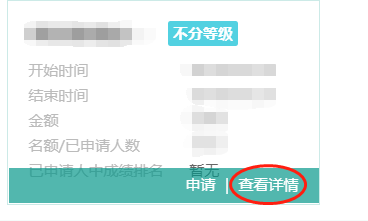 不分等级
开始时间
结束时间
金额
名额/已申请人数
已申请人中成绩排名 暂无
申请 | 查看详情